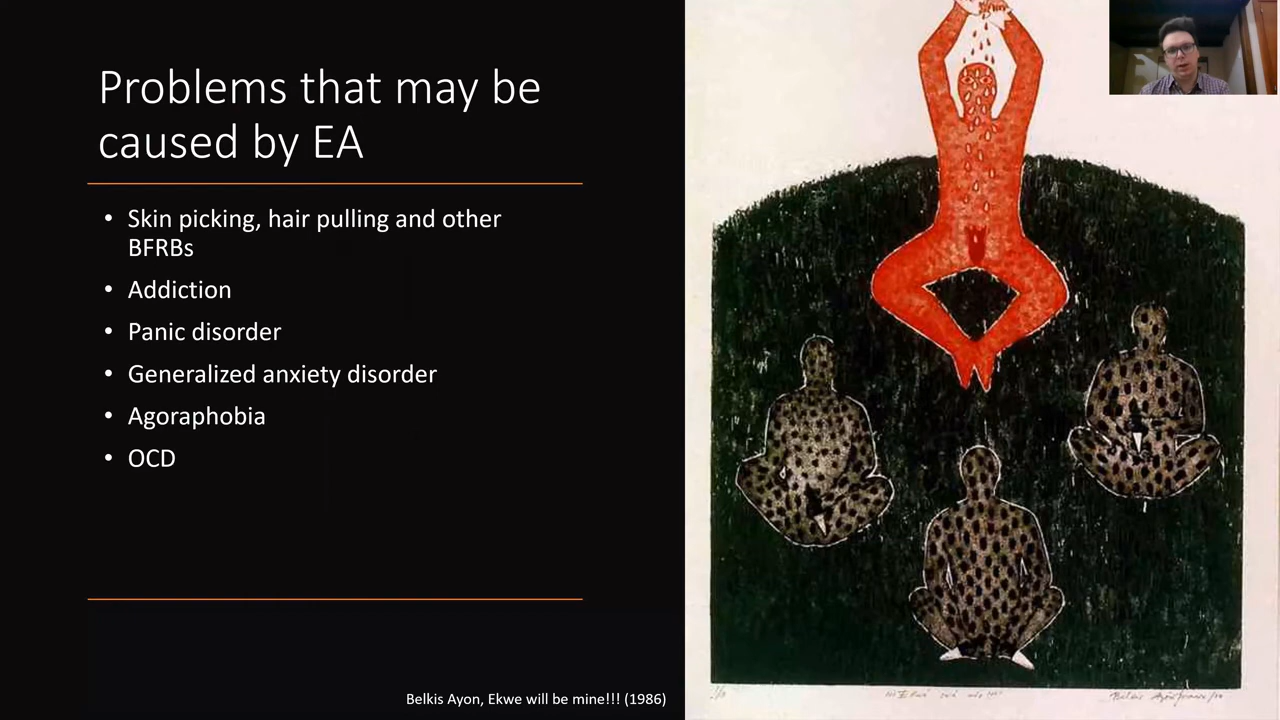 Problems that may be
caused by EA
• Skin picking, hair pulling and other
BFRBs
• Addiction
• Panic disorder
• Generalized anxiety disorder
• Agoraphobia
• OCD
Belkis Ayon, Ekwe will be mine!!! (1986)